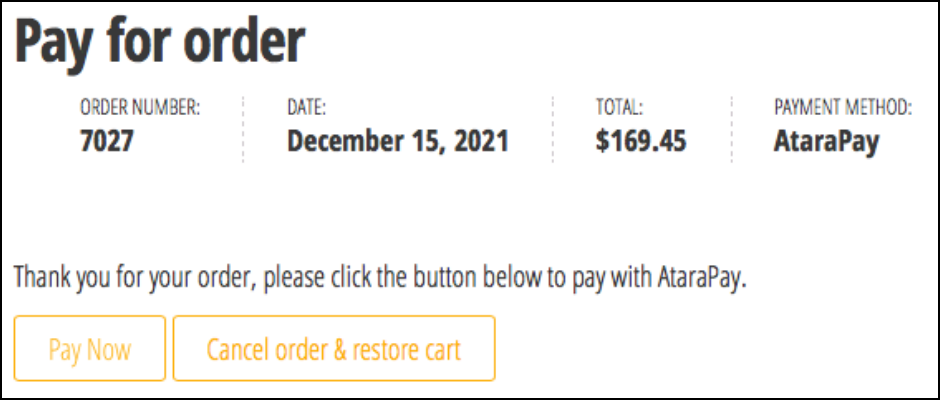 Pay for order
ORDER NUMBER: DATE: TOTAL: PAYMENT METHOD:
7027 December 15, 2021 $169.45 AtaraPay
Thank you for your order, please click the button below to pay with AtaraPay.
Pay Now Cancel order & restore cart